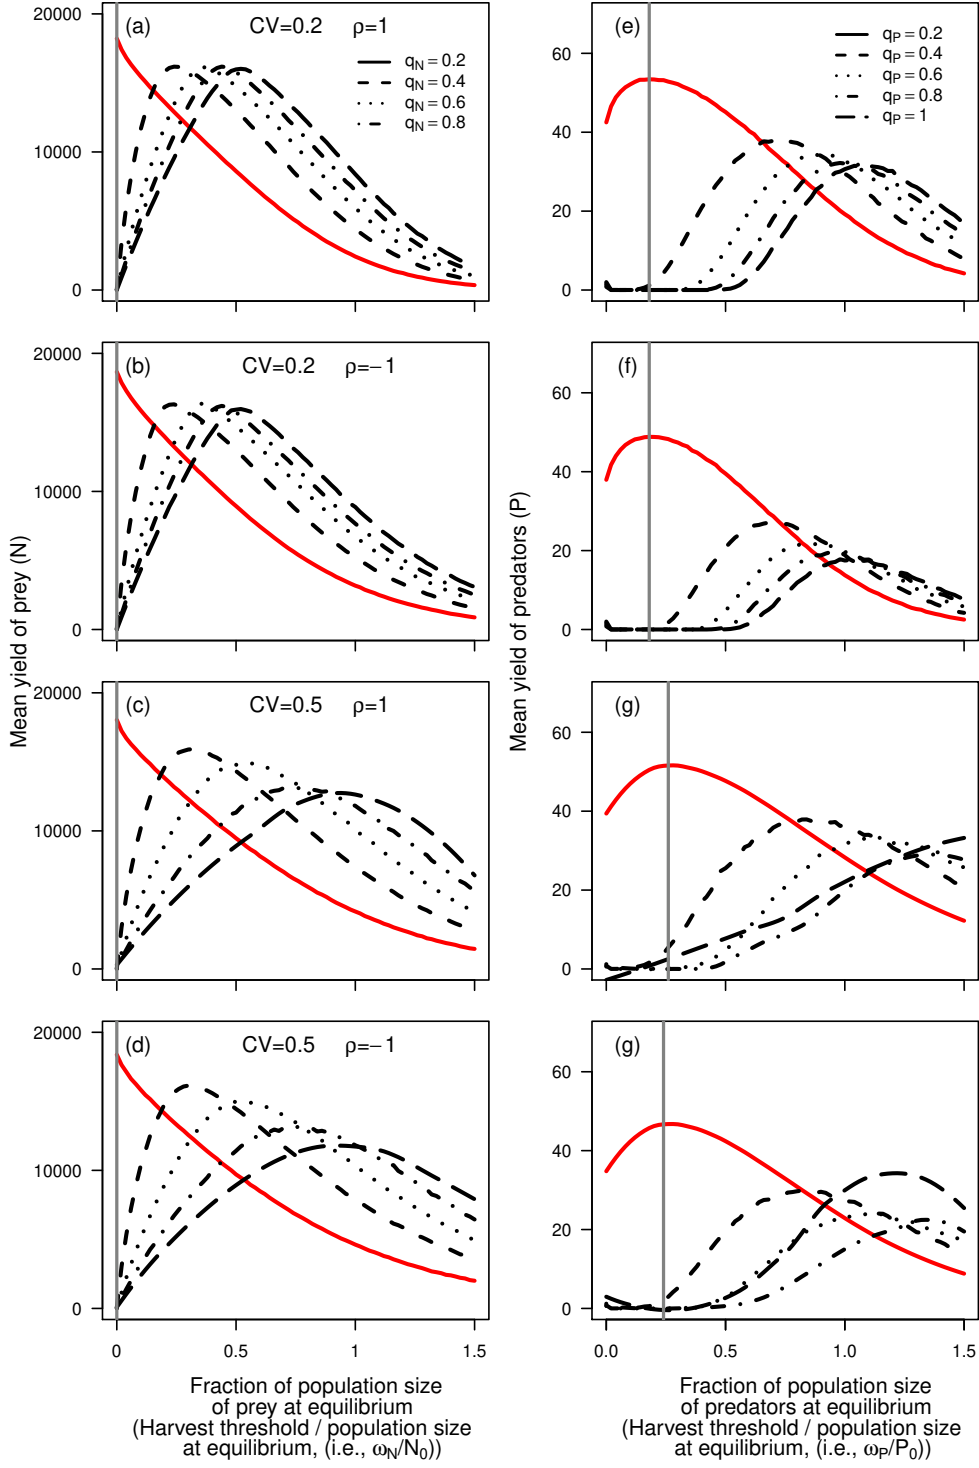 (a) CV=0.2 ρ=1
q_N = 0.2
q_N = 0.4
q_N = 0.6
q_N = 0.8
20000
10000
0
(e)
q_P = 0.2
q_P = 0.4
q_P = 0.6
q_P = 0.8
q_P = 1
60
40
20
0
(b) CV=0.2 ρ=−1
20000
10000
0
(f)
60
40
20
0
(c) CV=0.5 ρ=1
20000
10000
0
(g)
60
40
20
0
(d) CV=0.5 ρ=−1
20000
10000
0
0 0.5 1 1.5
(g)
60
40
20
0
0.0 0.5 1.0 1.5
Mean yield of prey (N)
Mean yield of predators (P)
Fraction of population size
of prey at equilibrium
(Harvest threshold / population size
at equilibrium, (i.e., ω_N/N_0))
Fraction of population size
of predators at equilibrium
(Harvest threshold / population size
at equilibrium, (i.e., ω_P/P_0))